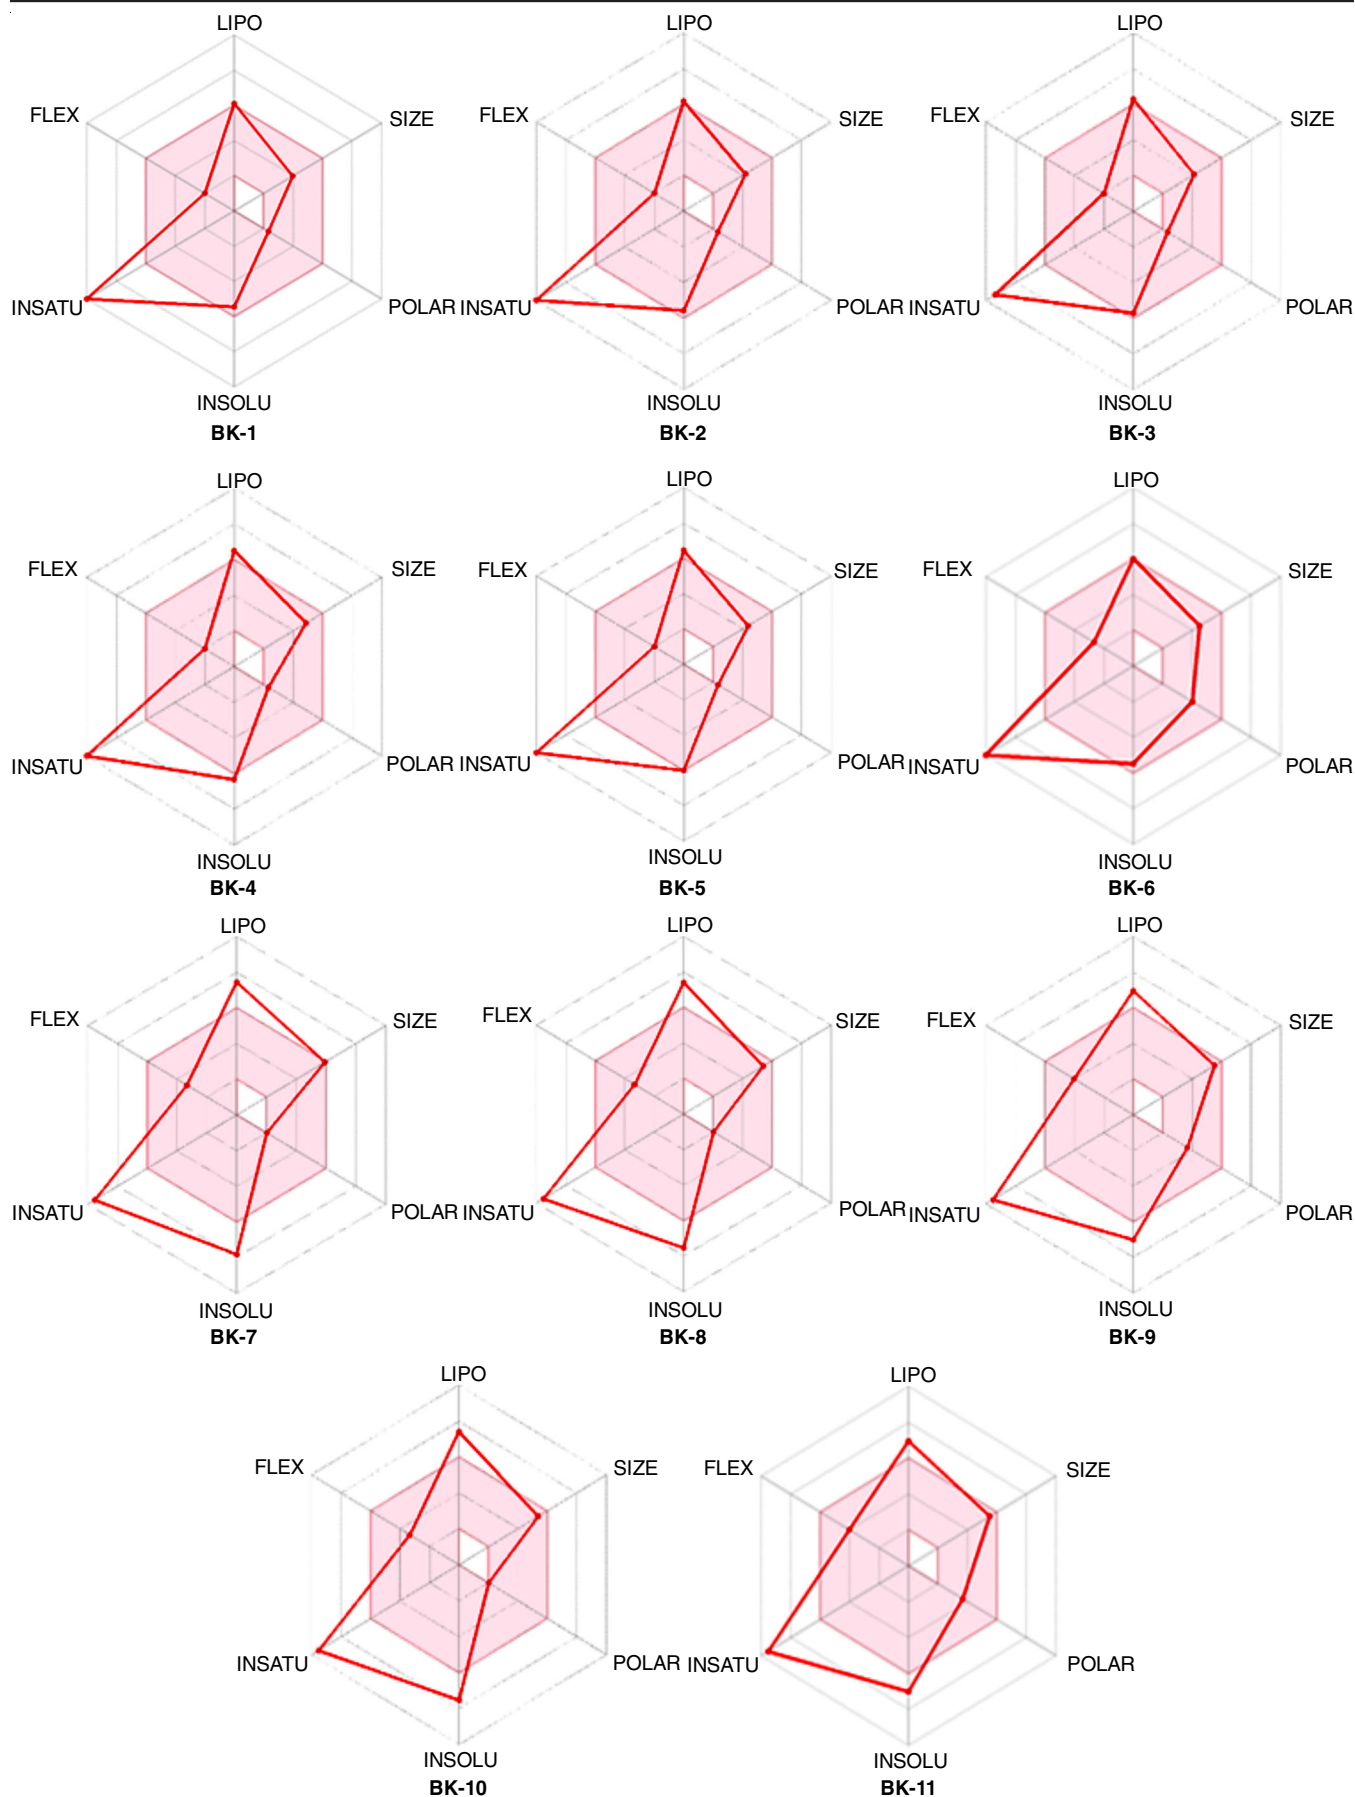 LIPO LIPO LIPO
FLEX SIZE FLEX SIZE FLEX SIZE
INSATU POLAR INSATU POLAR INSATU POLAR
INSOLU INSOLU INSOLU
BK-1 BK-2 BK-3
LIPO LIPO LIPO
FLEX SIZE FLEX SIZE FLEX SIZE
INSATU POLAR INSATU POLAR INSATU POLAR
INSOLU INSOLU INSOLU
BK-4 BK-5 BK-6
LIPO LIPO LIPO
FLEX SIZE FLEX SIZE FLEX SIZE
INSATU POLAR INSATU POLAR INSATU POLAR
INSOLU INSOLU INSOLU
BK-7 BK-8 BK-9
LIPO LIPO
FLEX SIZE FLEX SIZE
INSATU POLAR INSATU POLAR
INSOLU INSOLU
BK-10 BK-11